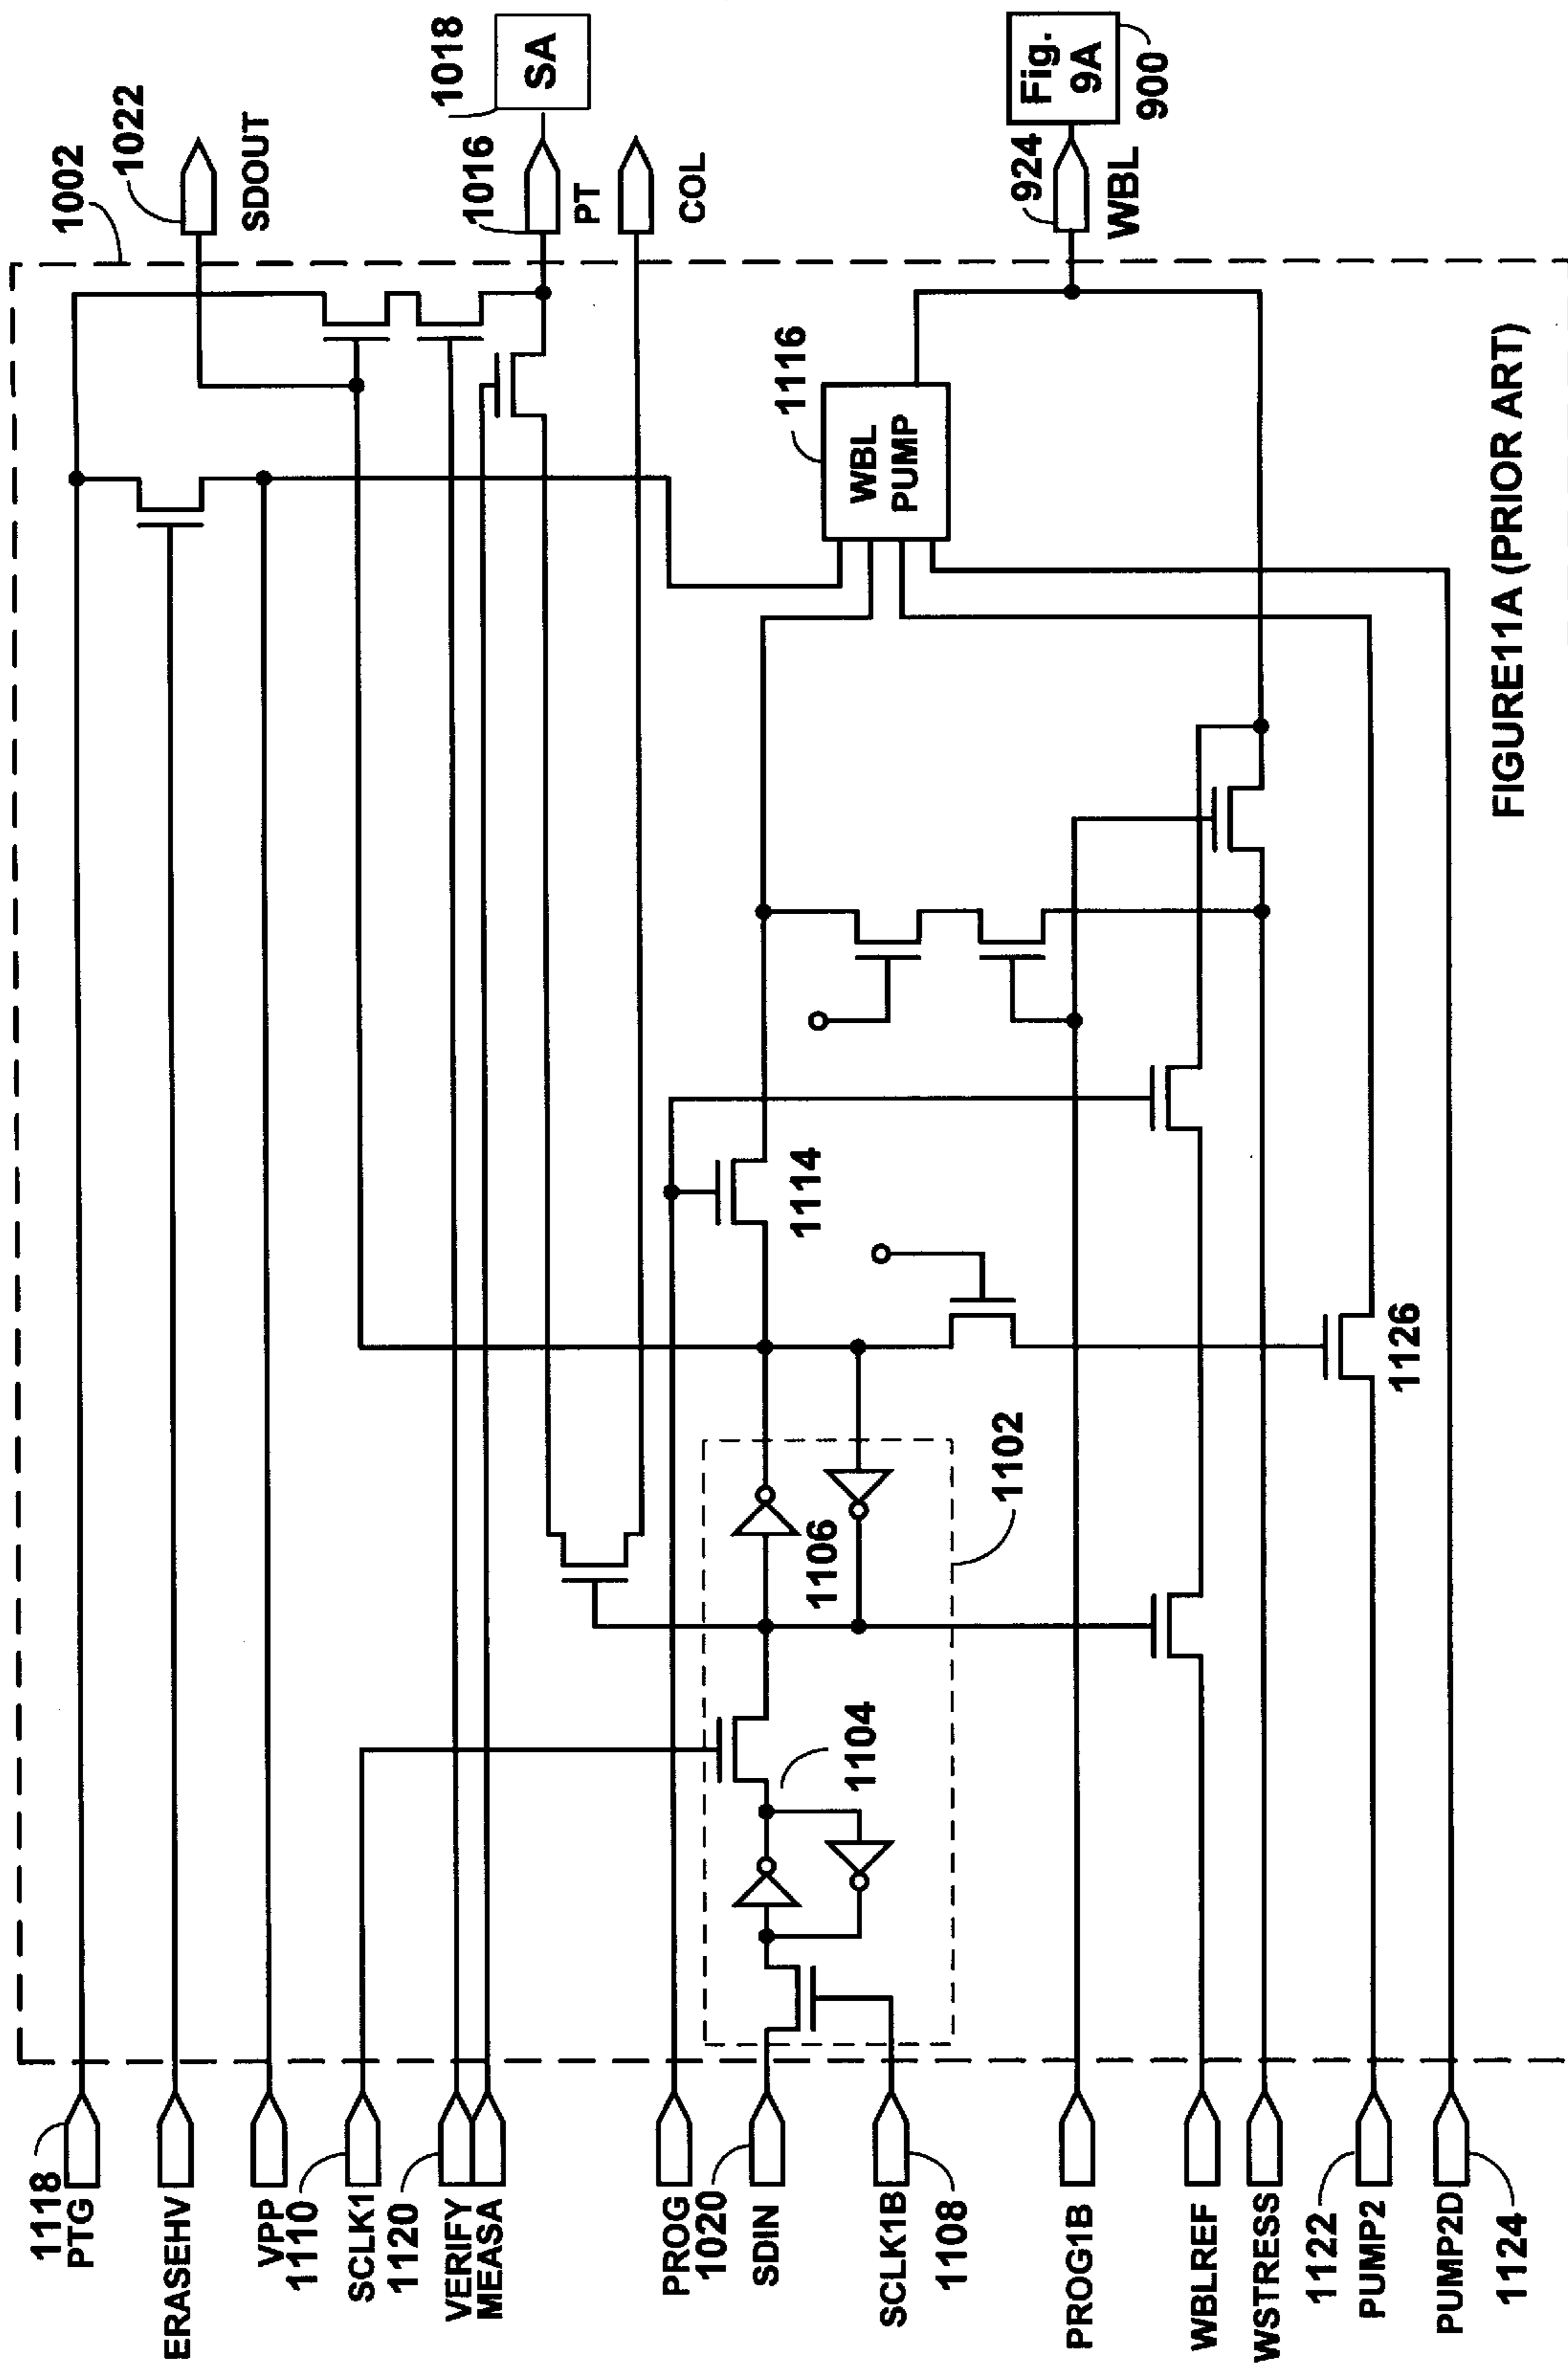 1118
PTG
ERASEHV
VPP
1110
SCLK1
1120
VERIFY
MEASA
PROG
1020
SDIN
SCLK1B
1108
PROG1B
WBLREF
WSTRESS
1122
PUMP2
PUMP2D
1124
1104
1106
1102
1114
1126
WBL
PUMP
1116
1002
1022
SDOUT
1018
SA
1016
PT
COL
924
WBL
Fig.
9A
900
FIGURE11A (PRIOR ART)